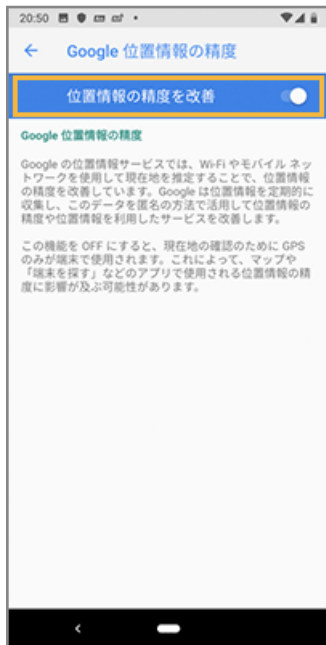 20:50
Google 位置情報の精度
位置情報の精度を改善
Google 位置情報の精度
Google の位置情報サービスでは、Wi-Fi やモバイル ネッ
トワークを使用して現在地を推定することで、位置情報
の精度を改善しています。Google は位置情報を定期的に
収集し、このデータを匿名の方法で活用して位置情報の
精度や位置情報を利用したサービスを改善します。
この機能を OFF にすると、現在地の確認のために GPS
のみが端末で使用されます。これによって、マップや
「端末を探す」などのアプリで使用される位置情報の精
度に影響が及ぶ可能性があります。